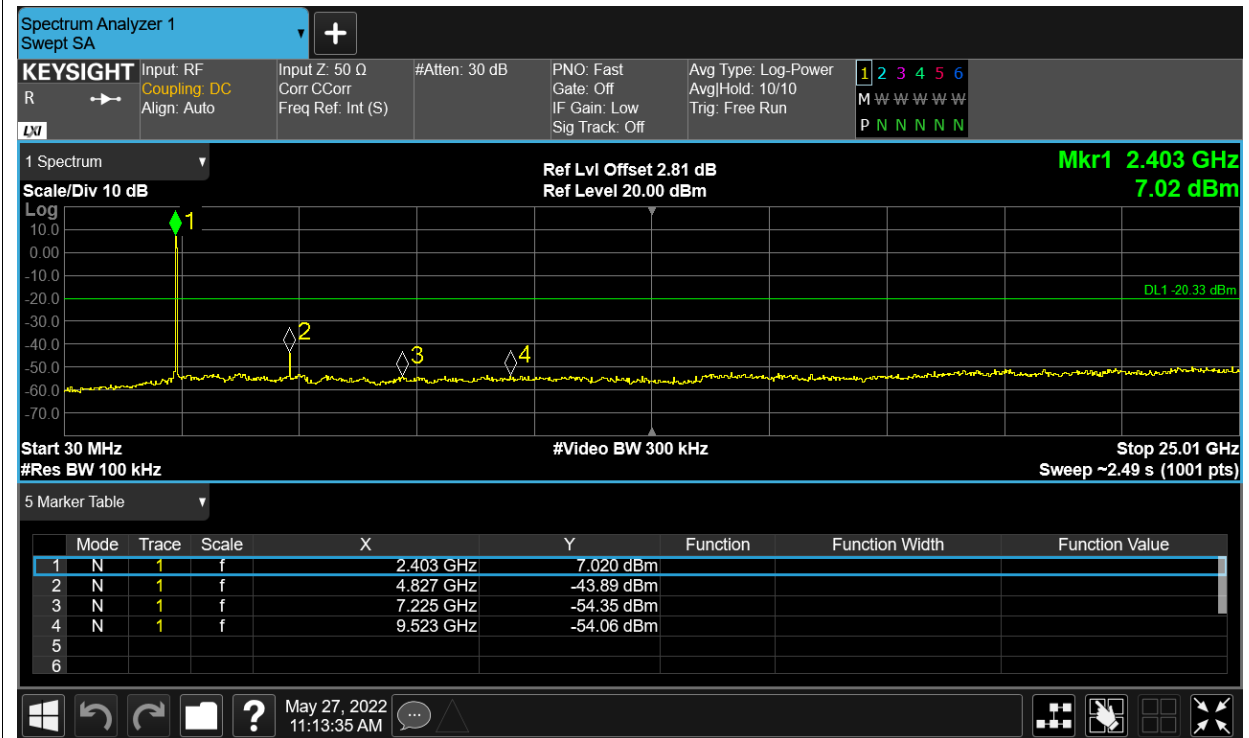 Spectrum Analyzer 1
Swept SA
+
KEYSIGHT Input: RF Input Z: 50 Ω #Atten: 30 dB PNO: Fast Avg Type: Log-Power 1 2 3 4 5 6
R Coupling: DC Corr CCorr Gate: Off Avg|Hold: 10/10 M W W W W W
Align: Auto Freq Ref: Int (S) IF Gain: Low Trig: Free Run
LXI Sig Track: Off P N N N N N
1 Spectrum Ref Lvl Offset 2.81 dB Mkr1 2.403 GHz
Scale/Div 10 dB Ref Level 20.00 dBm 7.02 dBm
Log
10.0
0.00
-10.0
-20.0
-30.0
-40.0
-50.0
-60.0
-70.0
1
DL1 -20.33 dBm
2
3
4
Start 30 MHz #Video BW 300 kHz Stop 25.01 GHz
#Res BW 100 kHz Sweep ~2.49 s (1001 pts)
5 Marker Table
Mode Trace Scale X Y Function Function Width Function Value
1 N 1 f 2.403 GHz 7.020 dBm
2 N 1 f 4.827 GHz -43.89 dBm
3 N 1 f 7.225 GHz -54.35 dBm
4 N 1 f 9.523 GHz -54.06 dBm
5
6
? May 27, 2022
11:13:35 AM